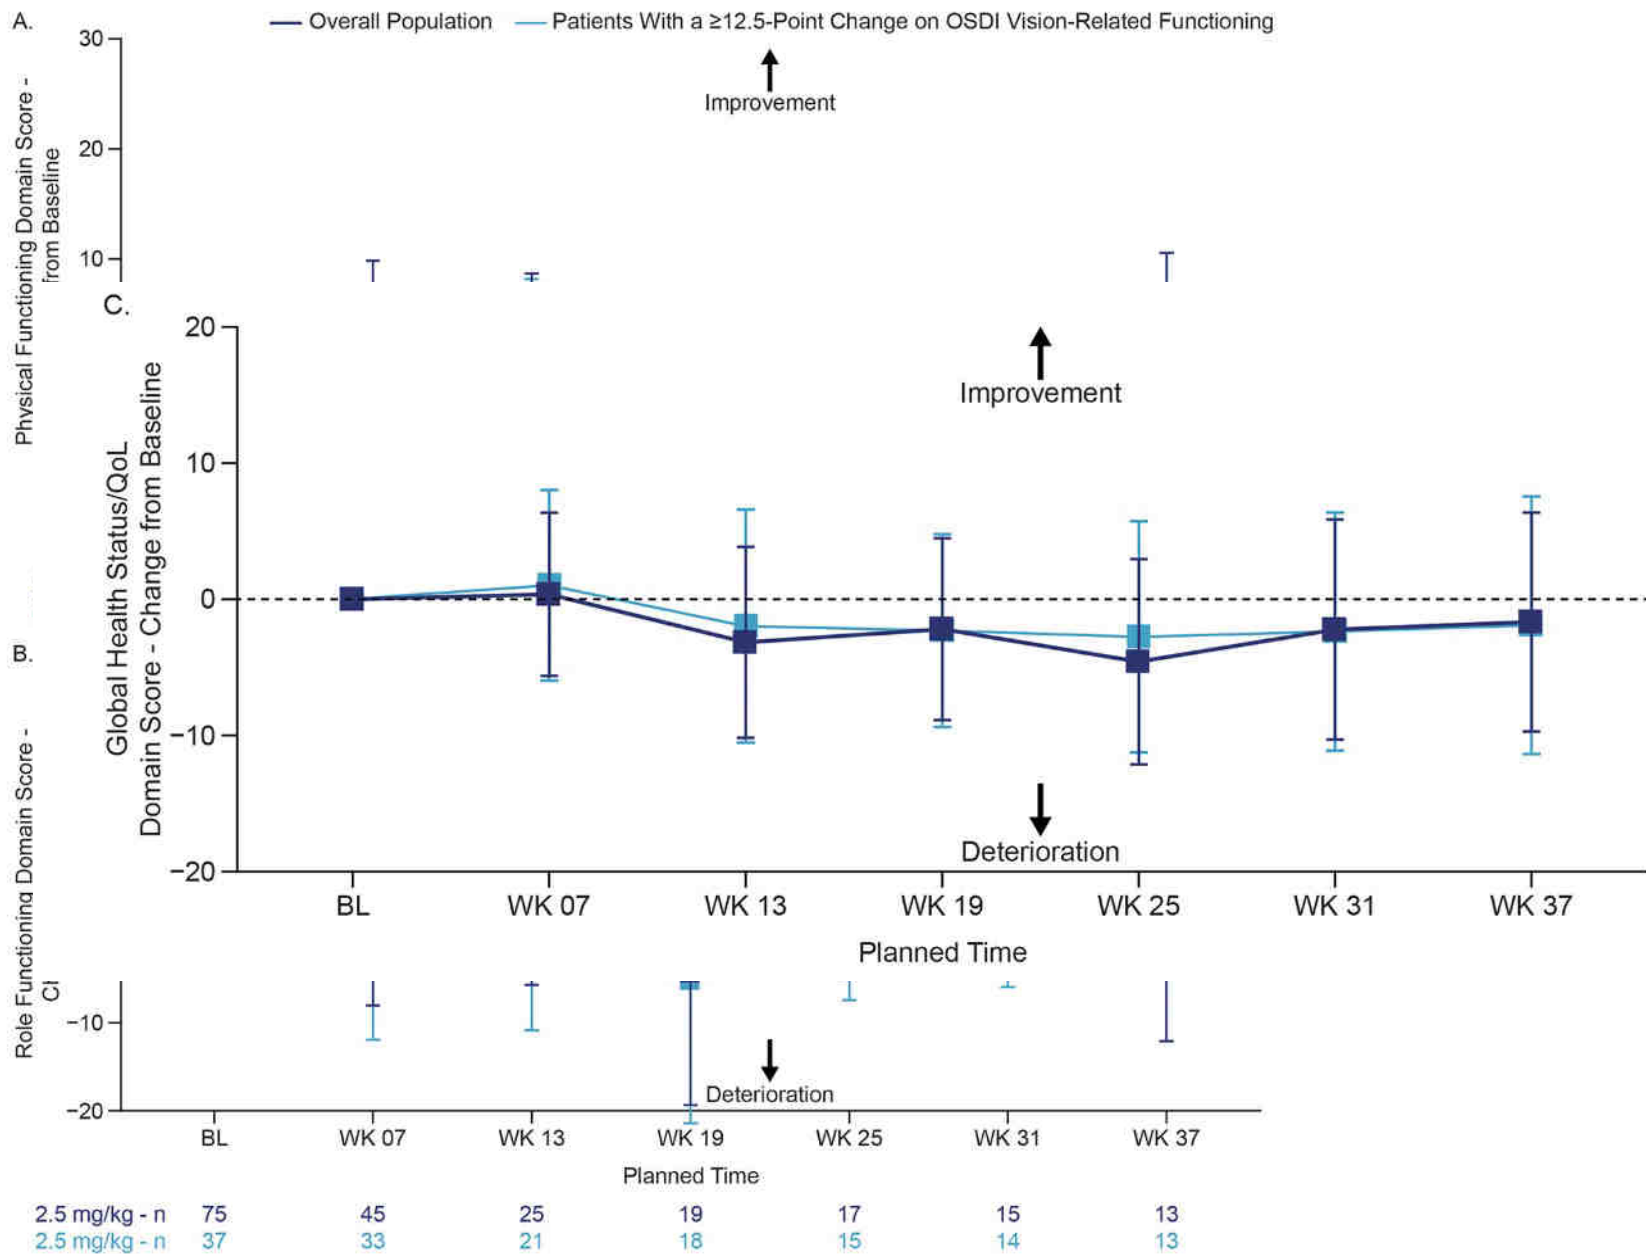 A.
Overall Population
Patients With a ≥12.5-Point Change on OSDI Vision-Related Functioning
Physical Functioning Domain Score -
from Baseline
30
20
10
Improvement
C.
Global Health Status/QoL
Domain Score - Change from Baseline
20
10
0
−10
−20
Improvement
Deterioration
BL WK 07 WK 13 WK 19 WK 25 WK 31 WK 37
Planned Time
B.
Role Functioning Domain Score -
−10
−20
Deterioration
BL WK 07 WK 13 WK 19 WK 25 WK 31 WK 37
Planned Time
2.5 mg/kg - n 75 45 25 19 17 15 13
2.5 mg/kg - n 37 33 21 18 15 14 13